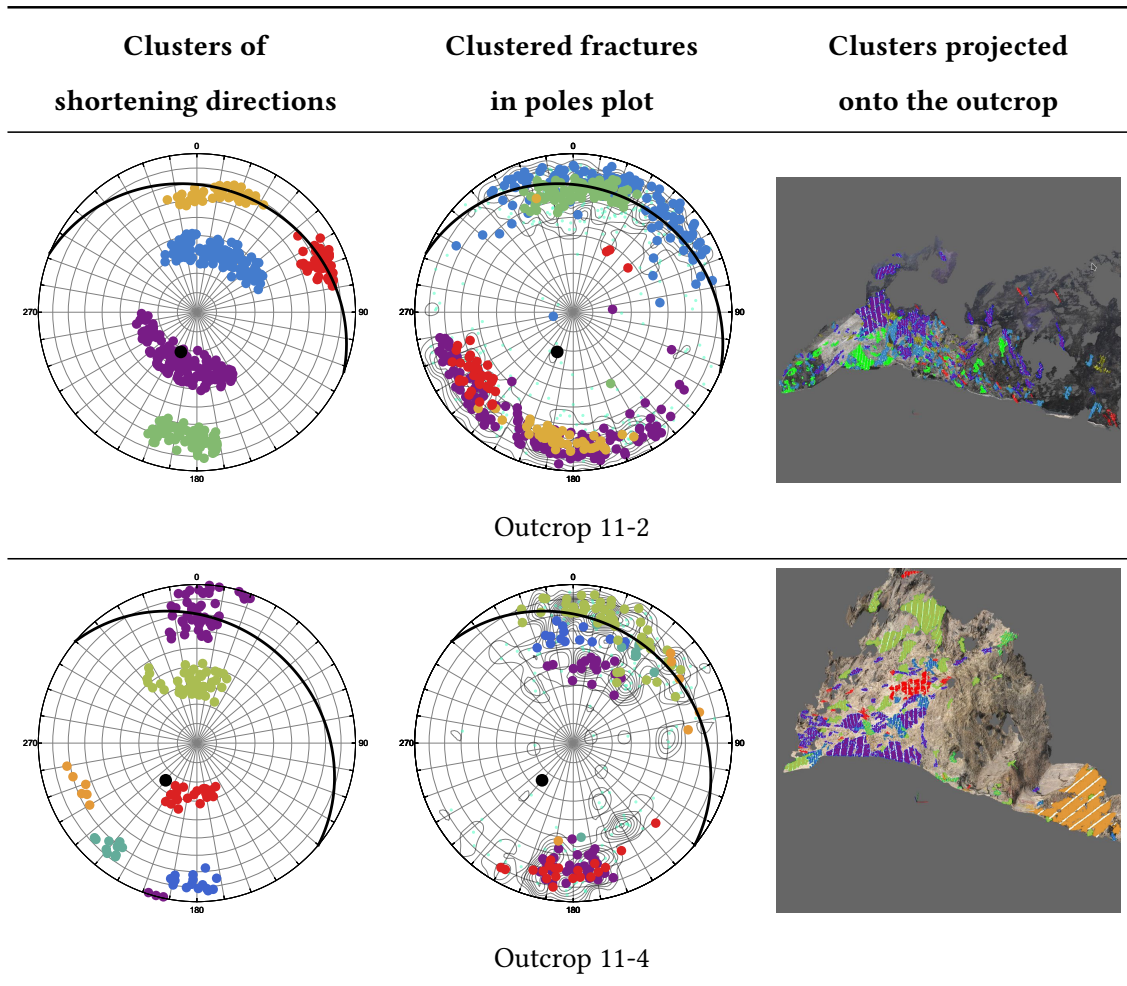 Clusters of
shortening directions
Clustered fractures
in poles plot
Clusters projected
onto the outcrop
0
90
180
270
0
90
180
270
Outcrop 11-2
0
90
180
270
0
90
180
270
Outcrop 11-4